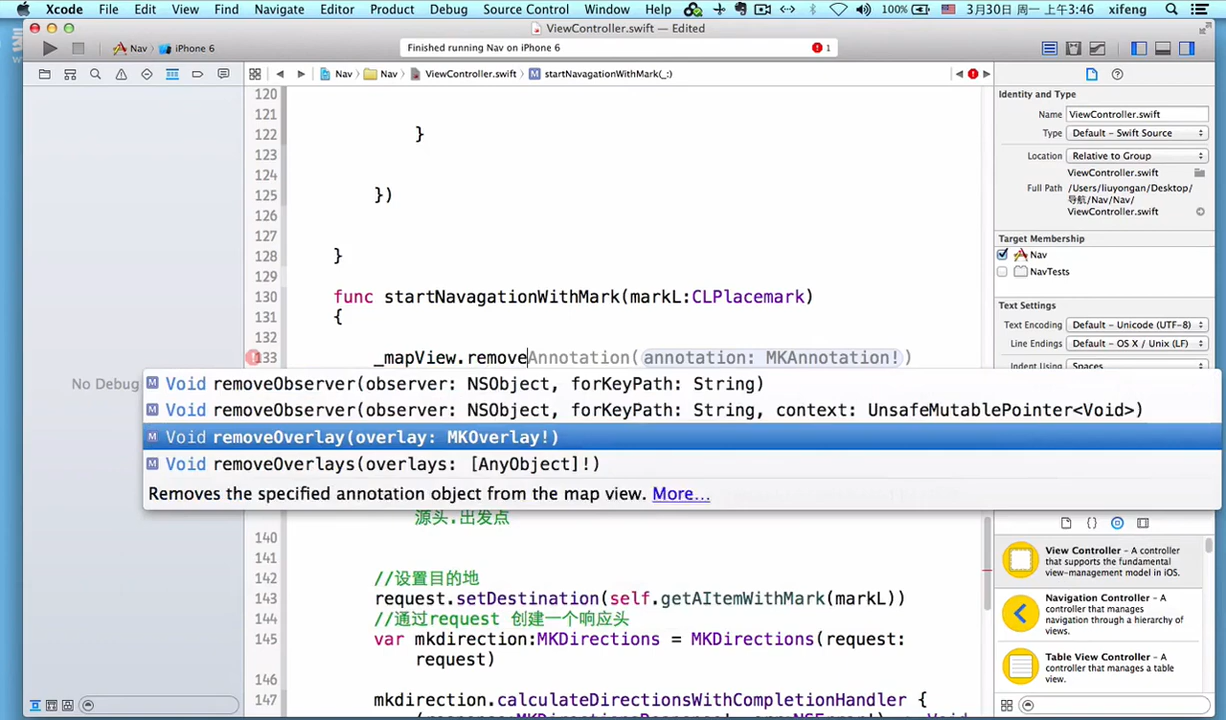 Xcode File Edit View Find Navigate Editor Product Debug Source Control Window Help 100% 3月30日 周一 上午3:46 xifeng
ViewController.swift — Edited
Nav iPhone 6 Finished running Nav on iPhone 6 1
Nav Nav ViewController.swift startNavagationWithMark(_:)
Identity and Type
Name ViewController.swift
Type Default - Swift Source
Location Relative to Group
ViewController.swift
Full Path /Users/liuyongan/Desktop/
导航/Nav/Nav/
ViewController.swift
Target Membership
Nav
NavTests
Text Settings
Text Encoding Default - Unicode (UTF-8)
Line Endings Default - OS X / Unix (LF)
Indent Using Spaces
No Debug
120
121
122 }
123
124
125 })
126
127
128 }
129
130 func startNavagationWithMark(markL:CLPlacemark)
131 {
132
133 _mapView.removeAnnotation(annotation: MKAnnotation!)
M Void removeObserver(observer: NSObject, forKeyPath: String)
M Void removeObserver(observer: NSObject, forKeyPath: String, context: UnsafeMutablePointer<Void>)
M Void removeOverlay(overlay: MKOverlay!)
M Void removeOverlays(overlays: [AnyObject]!)
Removes the specified annotation object from the map view. More...
源头.出发点
140
141
142 //设置目的地
143 request.setDestination(self.getAItemWithMark(markL))
144 //通过request 创建一个响应头
145 var mkdirection:MKDirections = MKDirections(request:
request)
146
147 mkdirection.calculateDirectionsWithCompletionHandler {
View Controller - A controller
that supports the fundamental
view-management model in iOS.
Navigation Controller - A
controller that manages
navigation through a hierarchy of
views.
Table View Controller - A
controller that manages a table
view.